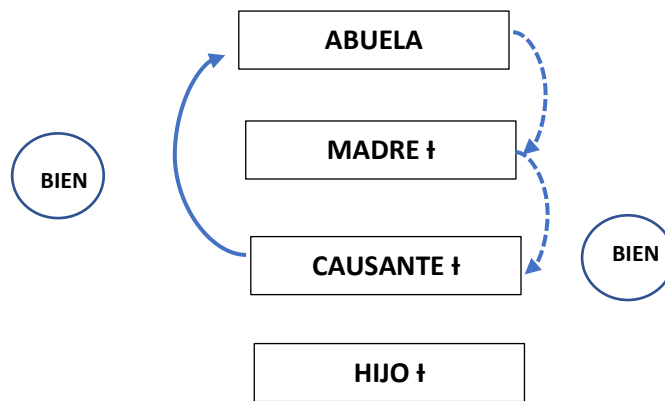 ABUELA
MADRE ƚ
BIEN
CAUSANTE ƚ
BIEN
HIJO ƚ